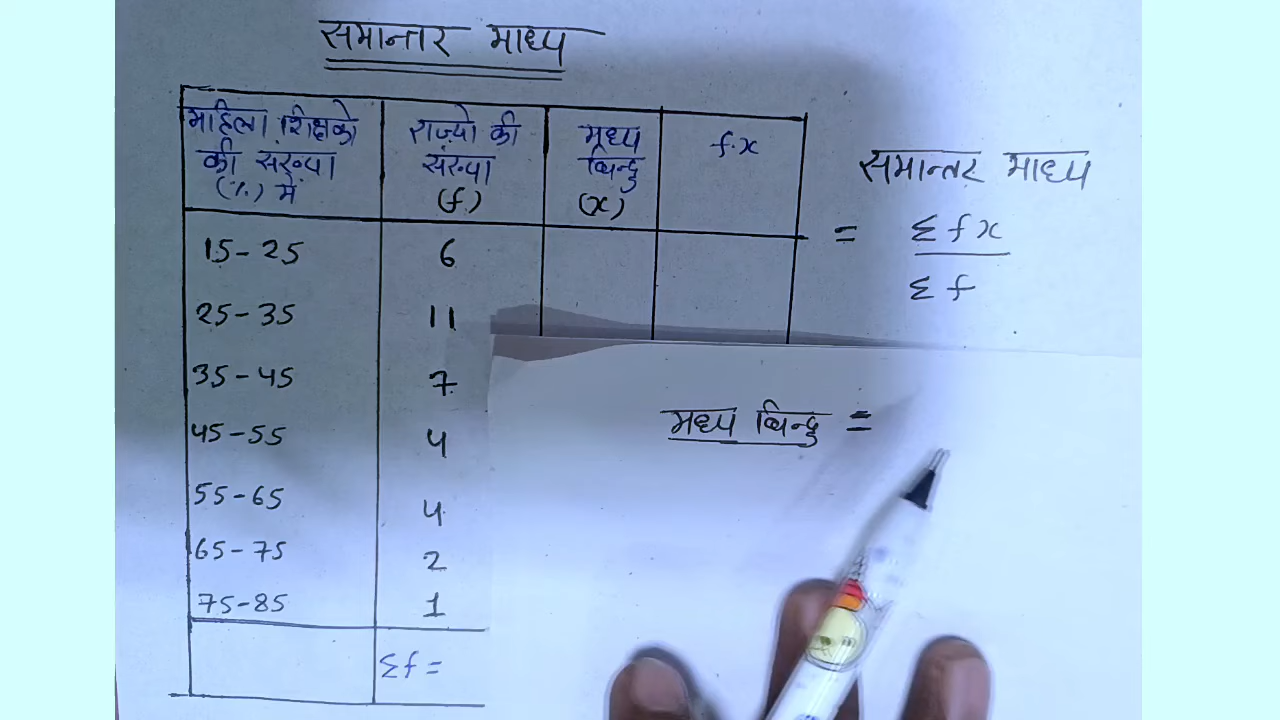 समान्तर माध्य
महिला शिक्षको
की संख्या
(%) में
राज्यो की
संख्या
(f)
मध्य
बिन्दु
(x)
f.x
15-25 6
25-35 11
35-45 7
45-55 4
55-65 4
65-75 2
75-85 1
Σf =
समान्तर माध्य
= Σfx
Σf
मध्य बिन्दु =